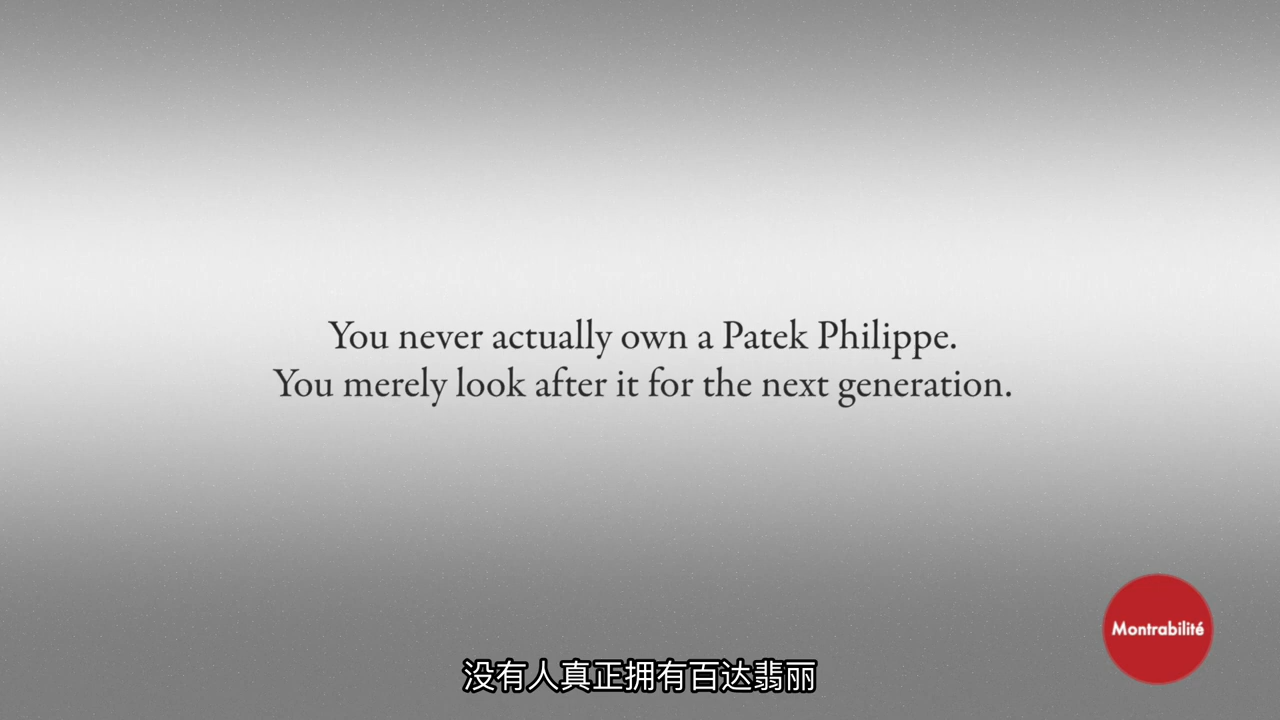 You never actually own a Patek Philippe.
You merely look after it for the next generation.
Montrabilité
没有人真正拥有百达翡丽